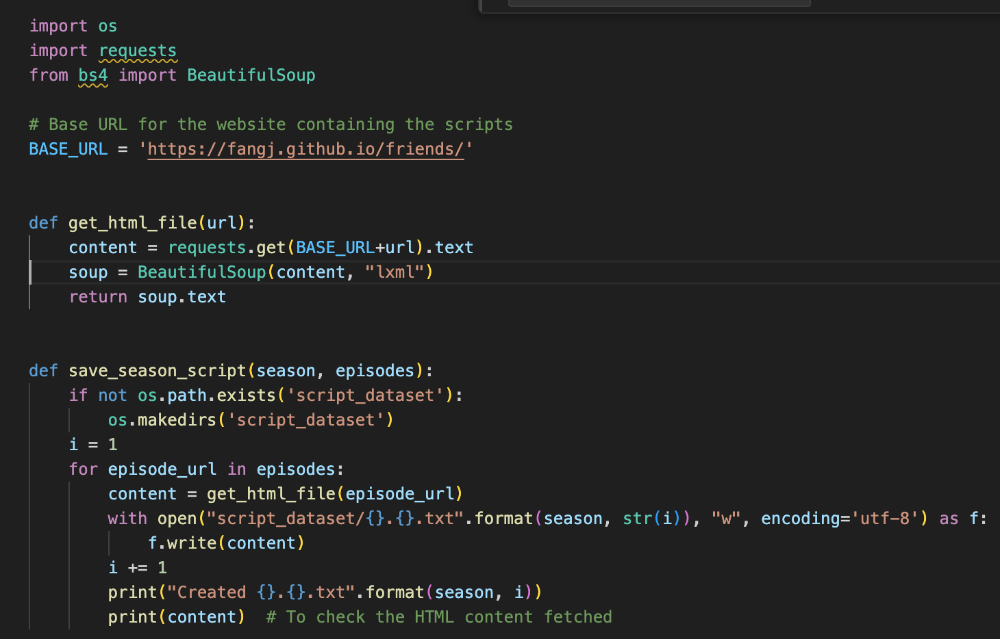 import os
import requests
from bs4 import BeautifulSoup
# Base URL for the website containing the scripts
BASE_URL = 'https://fangj.github.io/friends/'
def get_html_file(url):
    content = requests.get(BASE_URL+url).text
    soup = BeautifulSoup(content, "lxml")
    return soup.text
def save_season_script(season, episodes):
    if not os.path.exists('script_dataset'):
        os.makedirs('script_dataset')
    i = 1
    for episode_url in episodes:
        content = get_html_file(episode_url)
        with open("script_dataset/{}.{}.txt".format(season, str(i)), "w", encoding='utf-8') as f:
            f.write(content)
        i += 1
        print("Created {}.{}.txt".format(season, i))
        print(content)  # To check the HTML content fetched